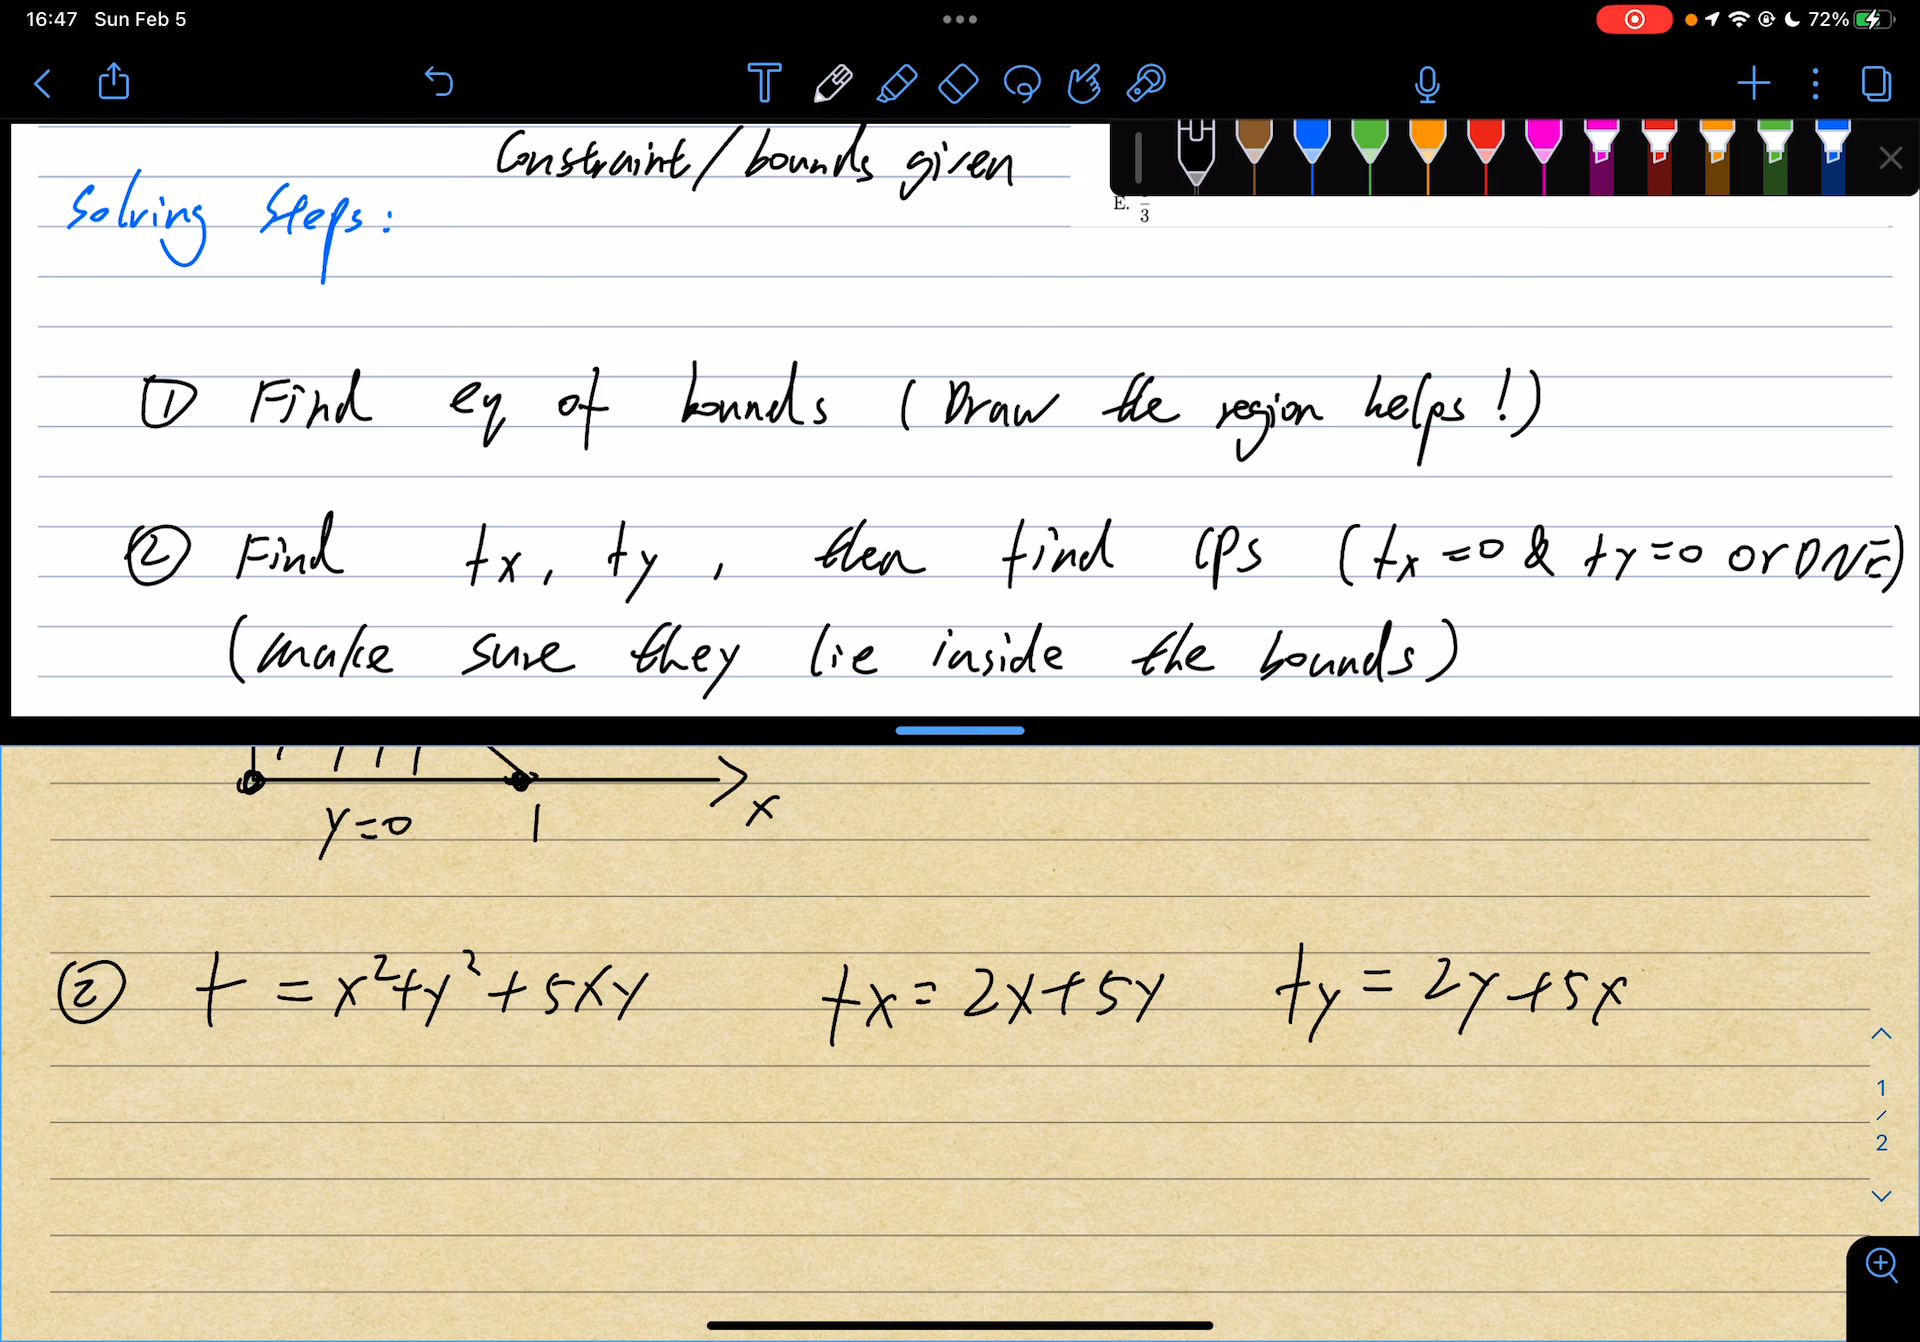 16:47 Sun Feb 5
72%
Constraint/bounds given
Solving Steps:
E. 3
① Find eq of bounds (Draw the region helps!)
② Find fx, fy, then find cps (fx=0 & fy=0 or DNE)
(make sure they lie inside the bounds)
y=0 1 x
② f = x²+y²+5xy fx = 2x+5y fy = 2y+5x
1
/
2